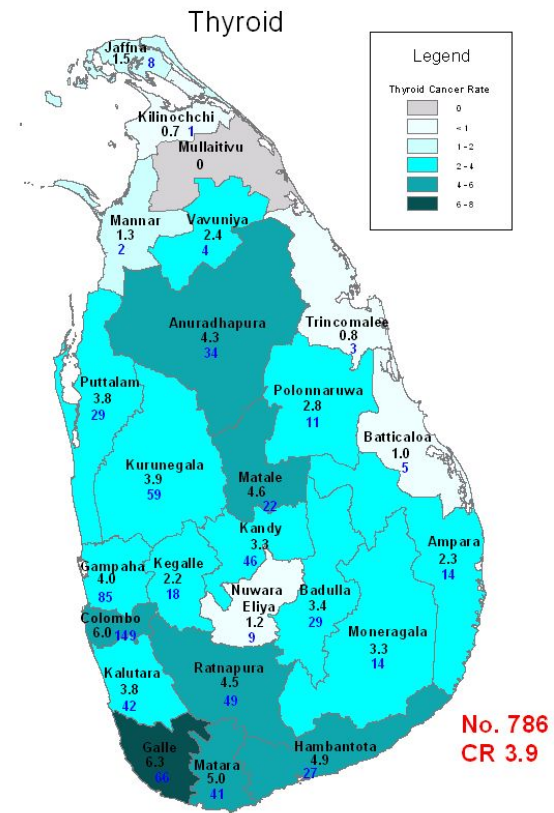 Thyroid
Legend
Thyroid Cancer Rate
0
<1
1-2
2-4
4-6
6-8
Jaffna
1.5 8
Kilinochchi
0.7 1
Mullaitivu
0
Mannar
1.3
2
Vavuniya
2.4
4
Anuradhapura
4.3
34
Trincomalee
0.8
3
Puttalam
3.8
29
Polonnaruwa
2.8
11
Batticaloa
1.0
5
Kurunegala
3.9
59
Matale
4.6
22
Kandy
3.3
46
Ampara
2.3
14
Gampaha
4.0
85
Kegalle
2.2
18
Nuwara
Eliya
1.2
9
Badulla
3.4
29
Moneragala
3.3
14
Colombo
6.0 149
Kalutara
3.8
42
Ratnapura
4.5
49
Galle
6.3
66
Matara
5.0
41
Hambantota
4.9
27
No. 786
CR 3.9